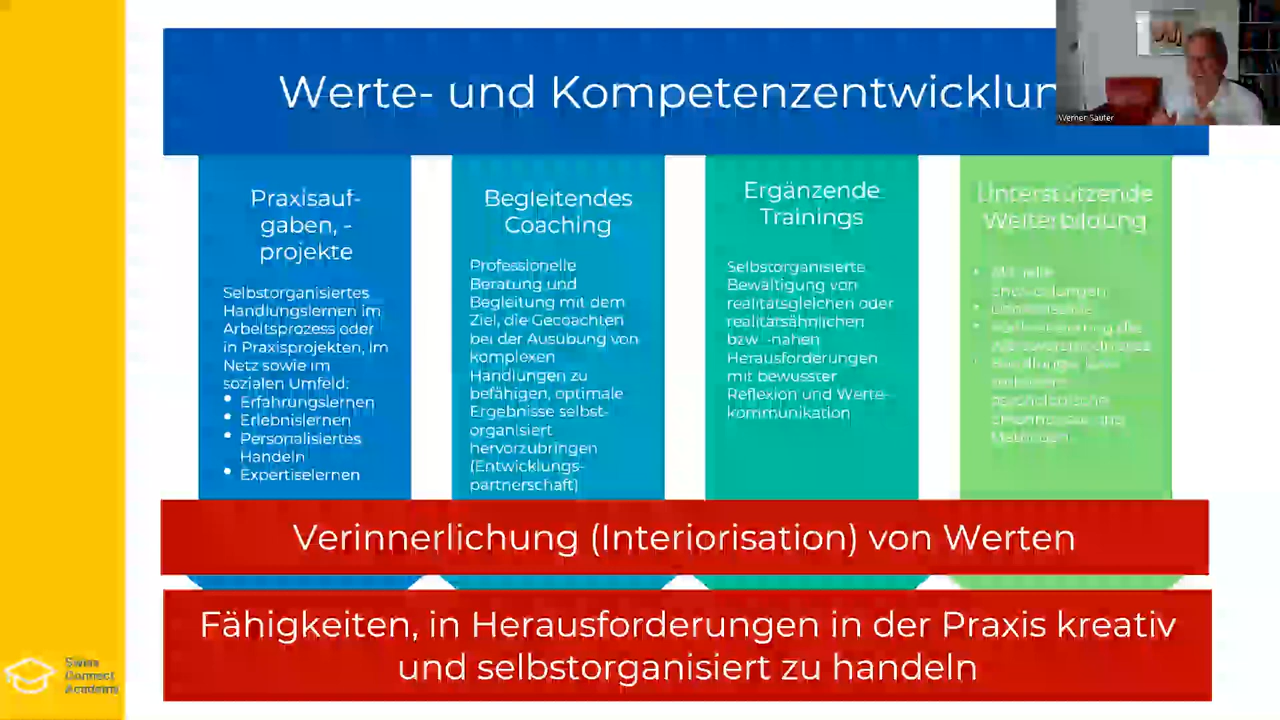 Werte- und Kompetenzentwicklun
Werner Sauter
Praxisauf-
gaben, -
projekte
Selbstorganisiertes
Handlungslernen im
Arbeitsprozess oder
in Praxisprojekten, im
Netz sowie im
sozialen Umfeld:
• Erfahrungslernen
• Erlebnislernen
• Personalisiertes
Handeln
• Expertiselernen
Begleitendes
Coaching
Professionelle
Beratung und
Begleitung mit dem
Ziel, die Gecoachten
bei der Ausübung von
komplexen
Handlungen zu
befähigen, optimale
Ergebnisse selbst-
organisiert
hervorzubringen
(Entwicklungs-
partnerschaft)
Ergänzende
Trainings
Selbstorganisierte
Bewältigung von
realitätsgleichen oder
realitätsähnlichen
bzw. -nahen
Herausforderungen
mit bewusster
Reflexion und Werte-
kommunikation
Unterstützende
Weiterbildung
Verinnerlichung (Interiorisation) von Werten
Fähigkeiten, in Herausforderungen in der Praxis kreativ
und selbstorganisiert zu handeln
Swiss
Connect
Academy